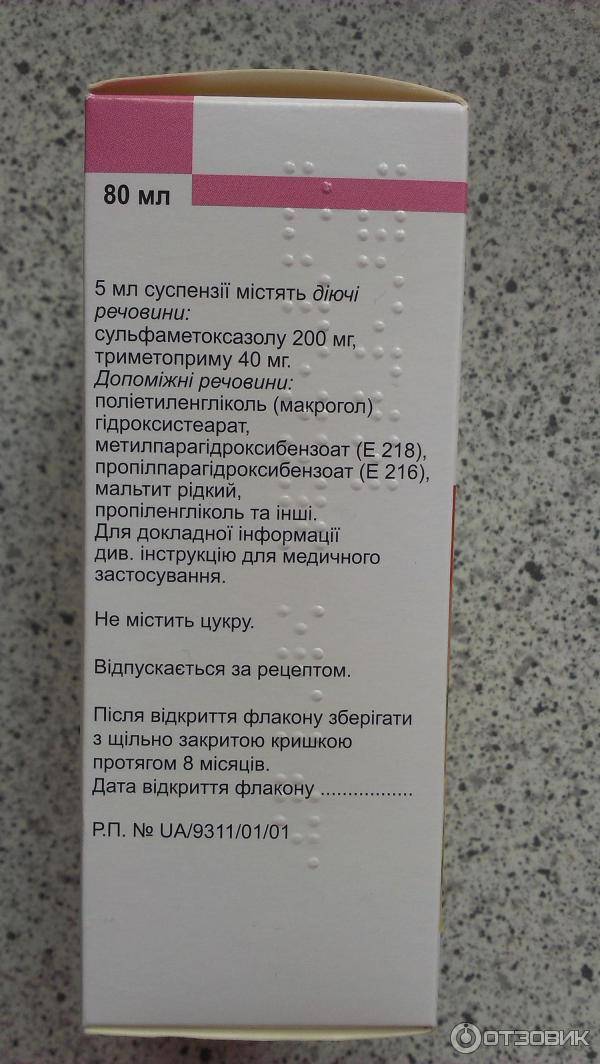 80 мл
5 мл суспензії містять діючі
речовини:
сульфаметоксазолу 200 мг,
триметоприму 40 мг.
Допоміжні речовини:
поліетиленгліколь (макрогол)
гідроксистеарат,
метилпарагідроксибензоат (Е 218),
пропілпарагідроксибензоат (Е 216),
мальтит рідкий,
пропіленгліколь та інші.
Для докладної інформації
див. інструкцію для медичного
застосування.
Не містить цукру.
Відпускається за рецептом.
Після відкриття флакону зберігати
з щільно закритою кришкою
протягом 8 місяців.
Дата відкриття флакону .................
Р.П. № UA/9311/01/01
ОТЗОВИК